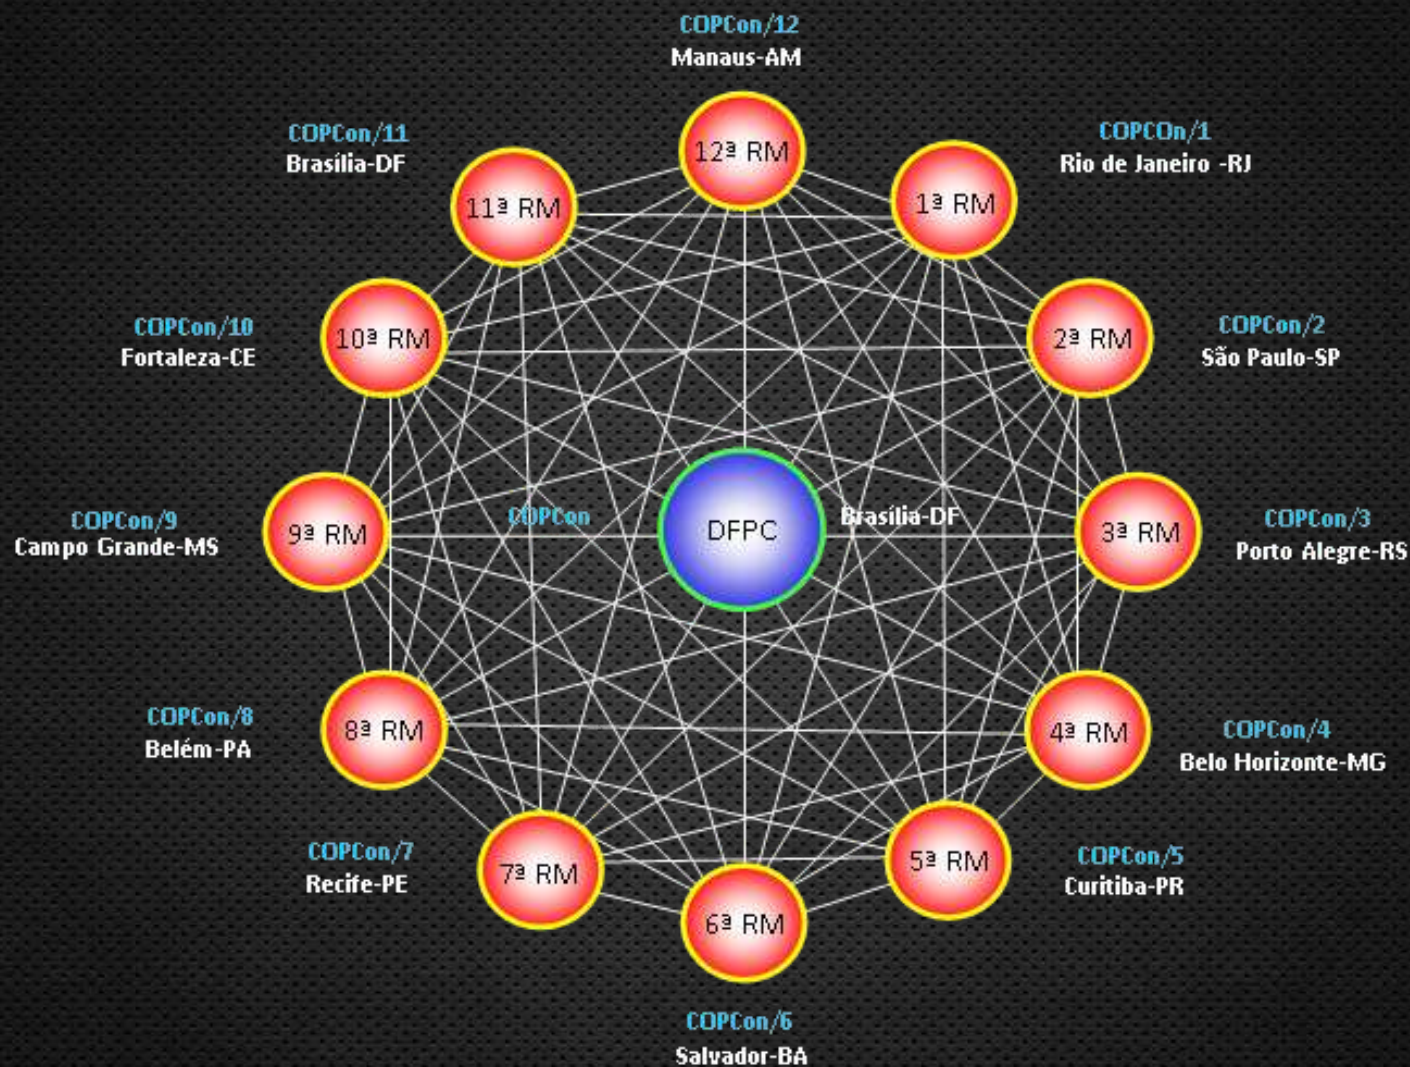 COPCon/12
Manaus-AM
12ª RM
COPCon/11
Brasília-DF
11ª RM
COPCOn/1
Rio de Janeiro -RJ
1ª RM
COPCon/10
Fortaleza-CE
10ª RM
COPCon/2
São Paulo-SP
2ª RM
COPCon/9
Campo Grande-MS
9ª RM
COPCon
DFPC
Brasília-DF
COPCon/3
Porto Alegre-RS
3ª RM
COPCon/8
Belém-PA
8ª RM
COPCon/4
Belo Horizonte-MG
4ª RM
COPCon/7
Recife-PE
7ª RM
COPCon/5
Curitiba-PR
5ª RM
6ª RM
COPCon/6
Salvador-BA